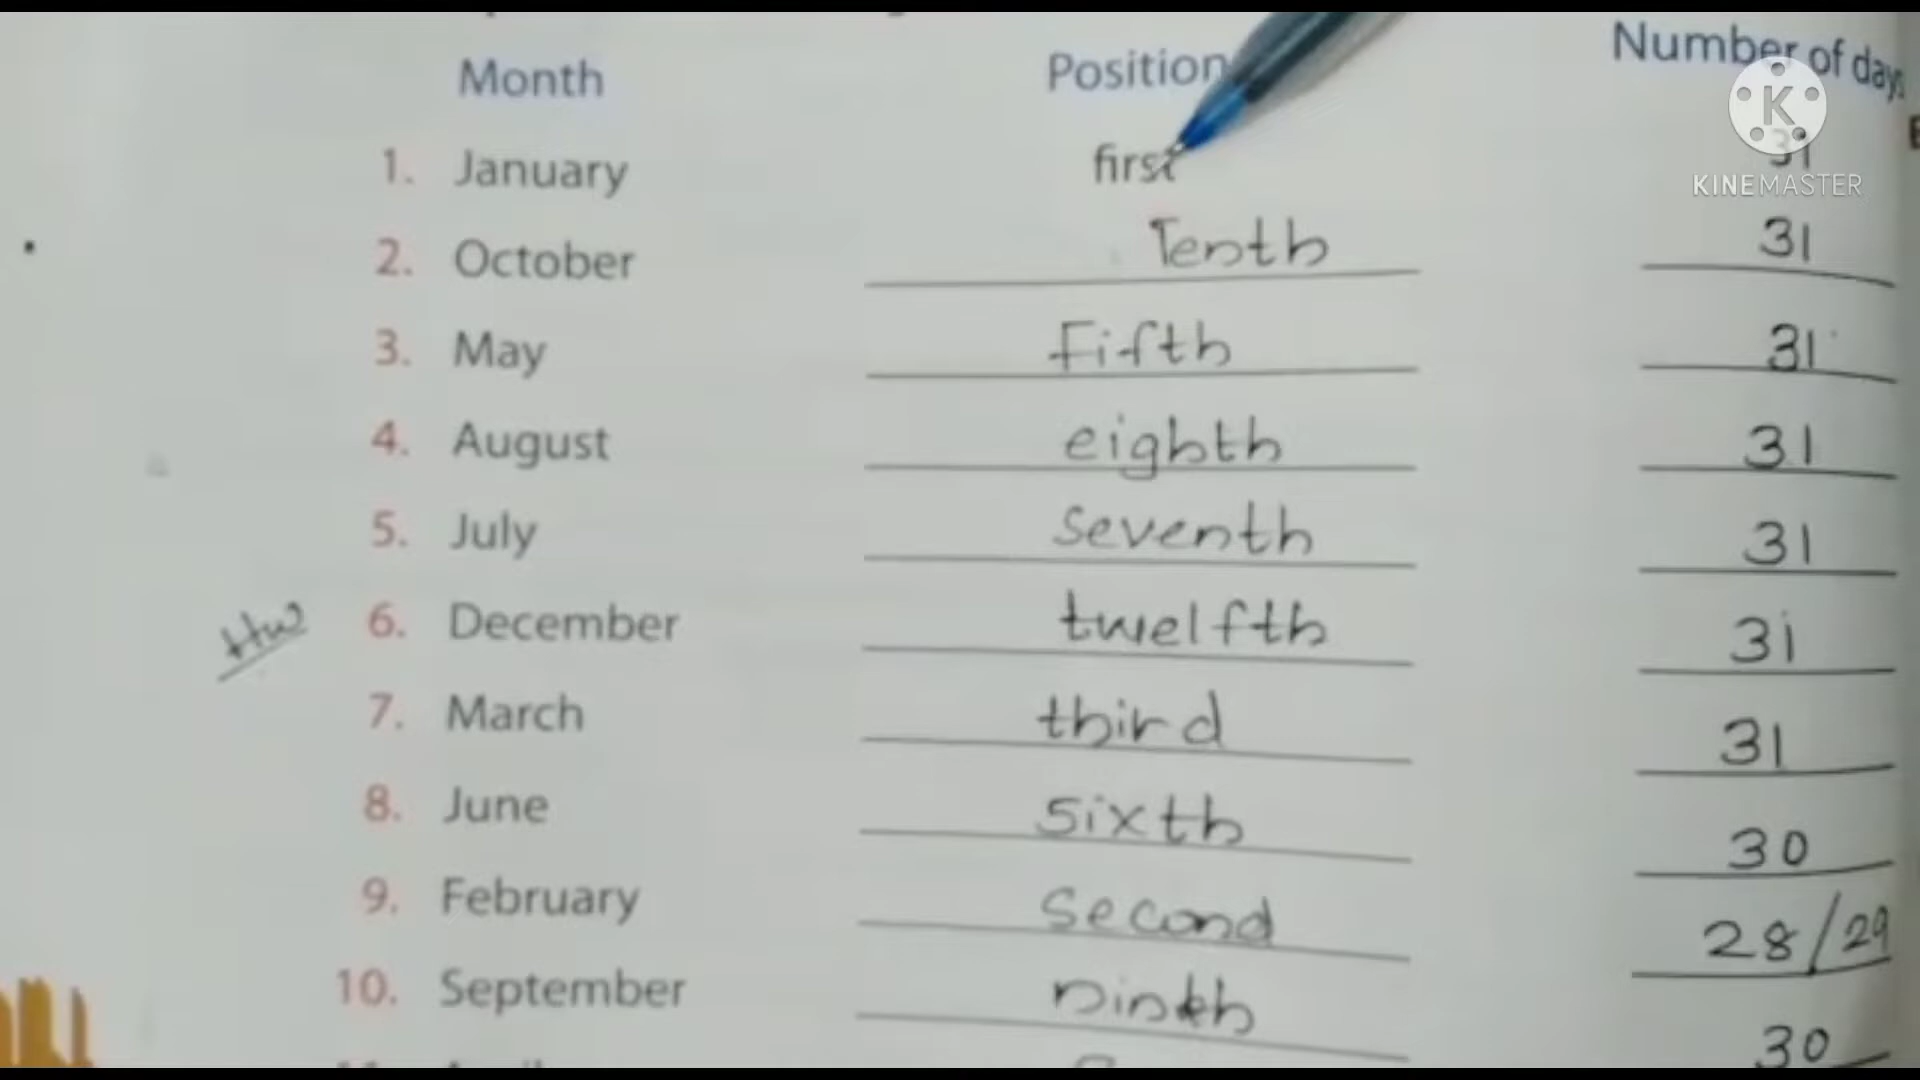 Month Position Number of days
1. January first 31
KINEMASTER
2. October Tenth 31
3. May Fifth 31
4. August eighth 31
5. July seventh 31
HW 6. December twelfth 31
7. March third 31
8. June sixth 30
9. February second 28/29
10. September ninth 30